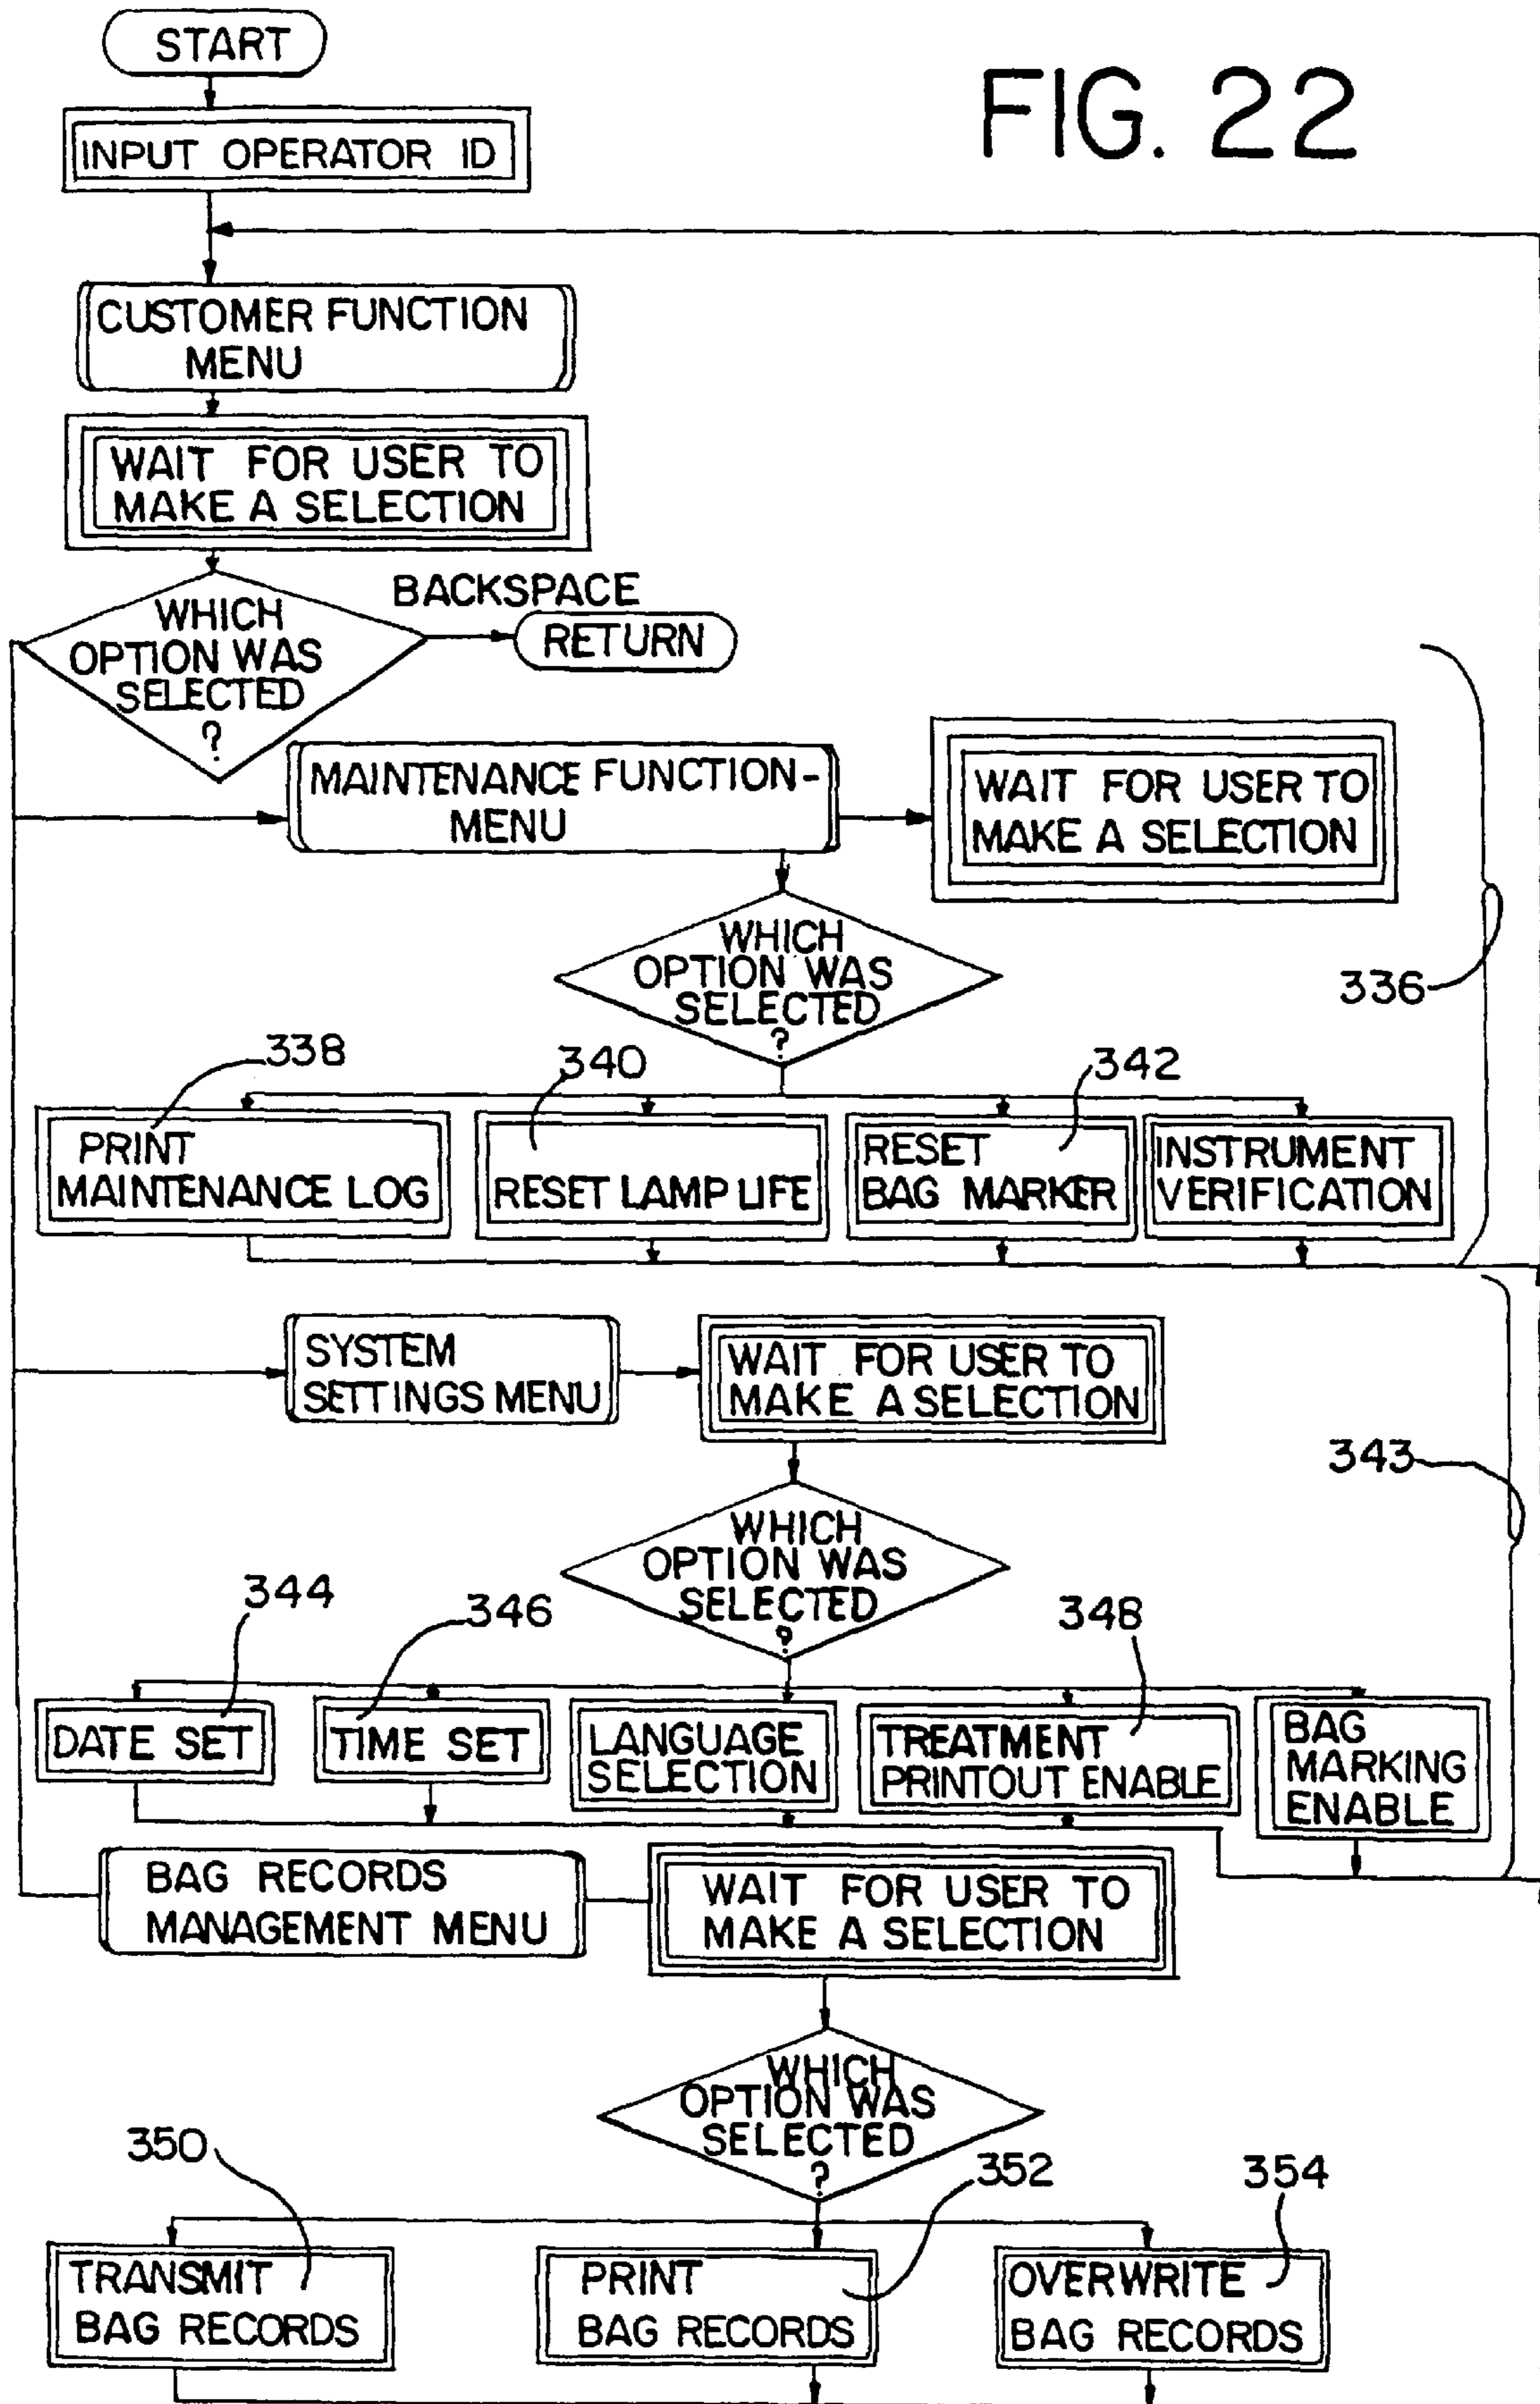 START
FIG. 22
INPUT OPERATOR ID
CUSTOMER FUNCTION
MENU
WAIT FOR USER TO
MAKE A SELECTION
WHICH
OPTION WAS
SELECTED
?
BACKSPACE
RETURN
MAINTENANCE FUNCTION-
MENU
WAIT FOR USER TO
MAKE A SELECTION
WHICH
OPTION WAS
SELECTED
?
336
338
340
342
PRINT
MAINTENANCE LOG
RESET LAMP LIFE
RESET
BAG MARKER
INSTRUMENT
VERIFICATION
SYSTEM
SETTINGS MENU
WAIT FOR USER TO
MAKE A SELECTION
343
WHICH
OPTION WAS
SELECTED
?
344
346
348
DATE SET
TIME SET
LANGUAGE
SELECTION
TREATMENT
PRINTOUT ENABLE
BAG
MARKING
ENABLE
BAG RECORDS
MANAGEMENT MENU
WAIT FOR USER TO
MAKE A SELECTION
WHICH
OPTION WAS
SELECTED
?
350
352
354
TRANSMIT
BAG RECORDS
PRINT
BAG RECORDS
OVERWRITE
BAG RECORDS